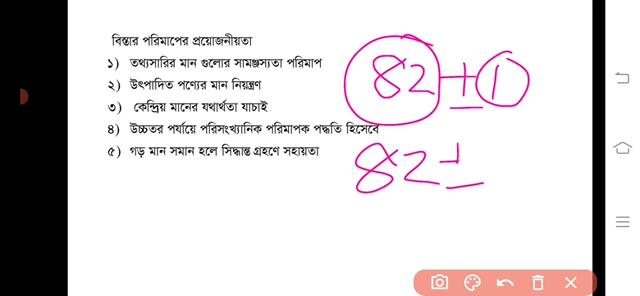 বিস্তার পরিমাপের প্রয়োজনীয়তা
১) তথ্যসারির মান গুলোর সামঞ্জস্যতা পরিমাপ
২) উৎপাদিত পণ্যের মান নিয়ন্ত্রণ
৩) কেন্দ্রিয় মানের যথার্থতা যাচাই
৪) উচ্চতর পর্যায়ে পরিসংখ্যানিক পরিমাপক পদ্ধতি হিসেবে
৫) গড় মান সমান হলে সিদ্ধান্ত গ্রহণে সহায়তা
82 ± 1
82 ±